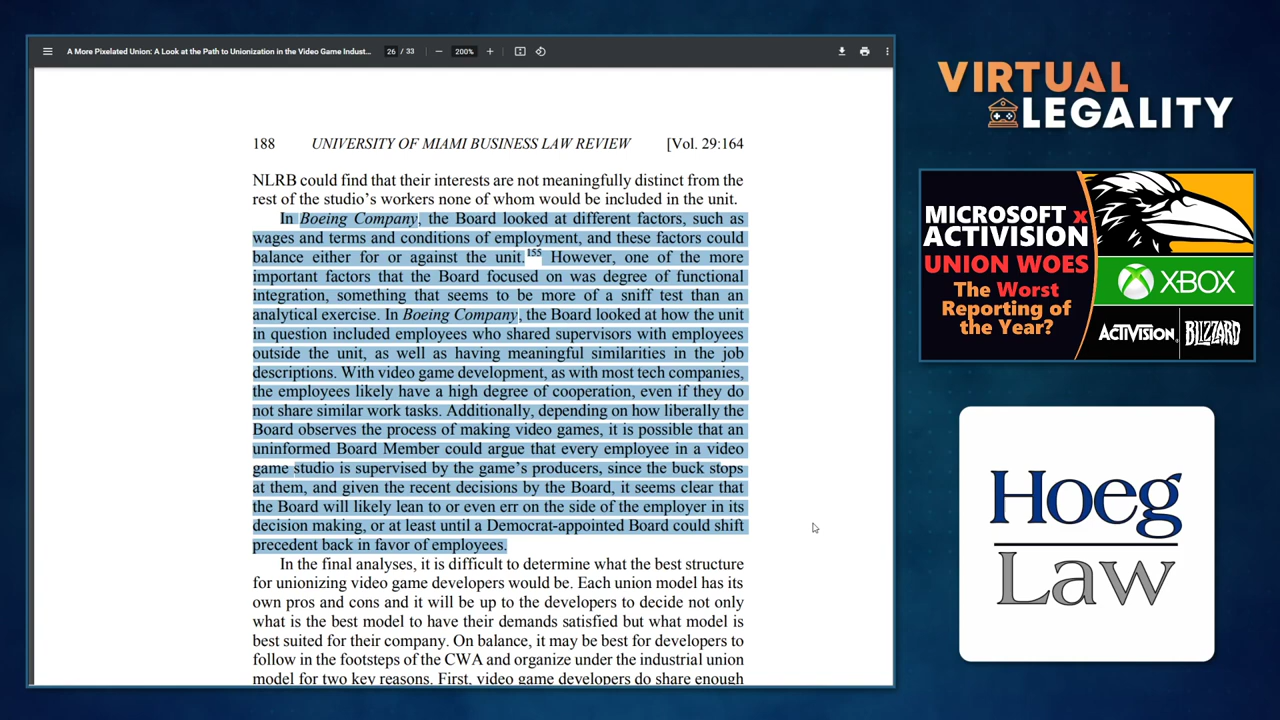 A More Pixelated Union: A Look at the Path to Unionization in the Video Game Indust...
26 / 33
200%
188 UNIVERSITY OF MIAMI BUSINESS LAW REVIEW [Vol. 29:164
NLRB could find that their interests are not meaningfully distinct from the
rest of the studio's workers none of whom would be included in the unit.
In Boeing Company, the Board looked at different factors, such as
wages and terms and conditions of employment, and these factors could
balance either for or against the unit.155 However, one of the more
important factors that the Board focused on was degree of functional
integration, something that seems to be more of a sniff test than an
analytical exercise. In Boeing Company, the Board looked at how the unit
in question included employees who shared supervisors with employees
outside the unit, as well as having meaningful similarities in the job
descriptions. With video game development, as with most tech companies,
the employees likely have a high degree of cooperation, even if they do
not share similar work tasks. Additionally, depending on how liberally the
Board observes the process of making video games, it is possible that an
uninformed Board Member could argue that every employee in a video
game studio is supervised by the game's producers, since the buck stops
at them, and given the recent decisions by the Board, it seems clear that
the Board will likely lean to or even err on the side of the employer in its
decision making, or at least until a Democrat-appointed Board could shift
precedent back in favor of employees.
In the final analyses, it is difficult to determine what the best structure
for unionizing video game developers would be. Each union model has its
own pros and cons and it will be up to the developers to decide not only
what is the best model to have their demands satisfied but what model is
best suited for their company. On balance, it may be best for developers to
follow in the footsteps of the CWA and organize under the industrial union
model for two key reasons. First, video game developers do share enough
VIRTUAL
LEGALITY
MICROSOFT x
ACTIVISION
UNION WOES
The Worst
Reporting of
the Year?
XBOX
ACTIVISION
BLIZZARD
Hoeg
Law